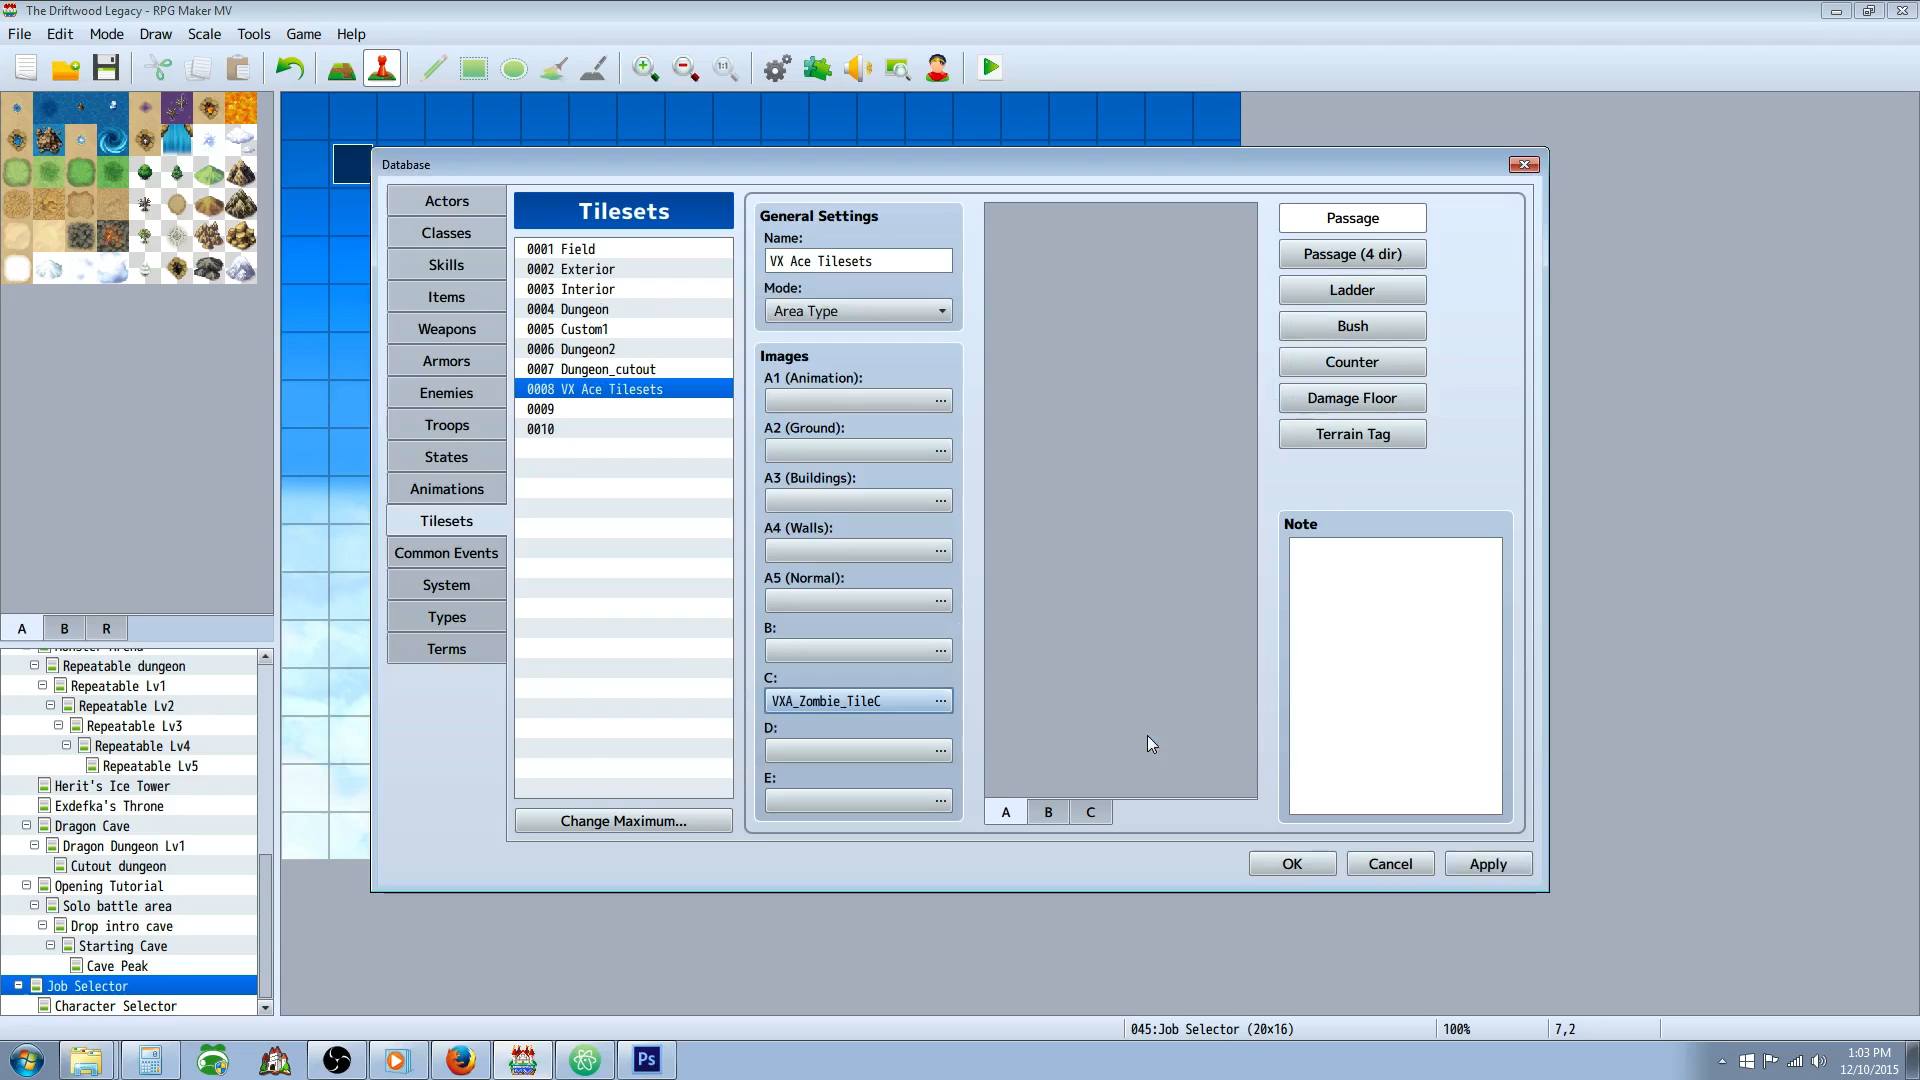 The Driftwood Legacy - RPG Maker MV
File Edit Mode Draw Scale Tools Game Help
1:1
Database
Actors
Classes
Skills
Items
Weapons
Armors
Enemies
Troops
States
Animations
Tilesets
Common Events
System
Types
Terms
Tilesets
0001 Field
0002 Exterior
0003 Interior
0004 Dungeon
0005 Custom1
0006 Dungeon2
0007 Dungeon_cutout
0008 VX Ace Tilesets
0009
0010
Change Maximum...
General Settings
Name:
VX Ace Tilesets
Mode:
Area Type
Images
A1 (Animation):
...
A2 (Ground):
...
A3 (Buildings):
...
A4 (Walls):
...
A5 (Normal):
...
B:
...
C:
VXA_Zombie_TileC ...
D:
...
E:
...
A B C
Passage
Passage (4 dir)
Ladder
Bush
Counter
Damage Floor
Terrain Tag
Note
OK Cancel Apply
A B R
Repeatable dungeon
Repeatable Lv1
Repeatable Lv2
Repeatable Lv3
Repeatable Lv4
Repeatable Lv5
Herit's Ice Tower
Exdefka's Throne
Dragon Cave
Dragon Dungeon Lv1
Cutout dungeon
Opening Tutorial
Solo battle area
Drop intro cave
Starting Cave
Cave Peak
Job Selector
Character Selector
045:Job Selector (20x16) 100% 7,2
Ps
1:03 PM
12/10/2015